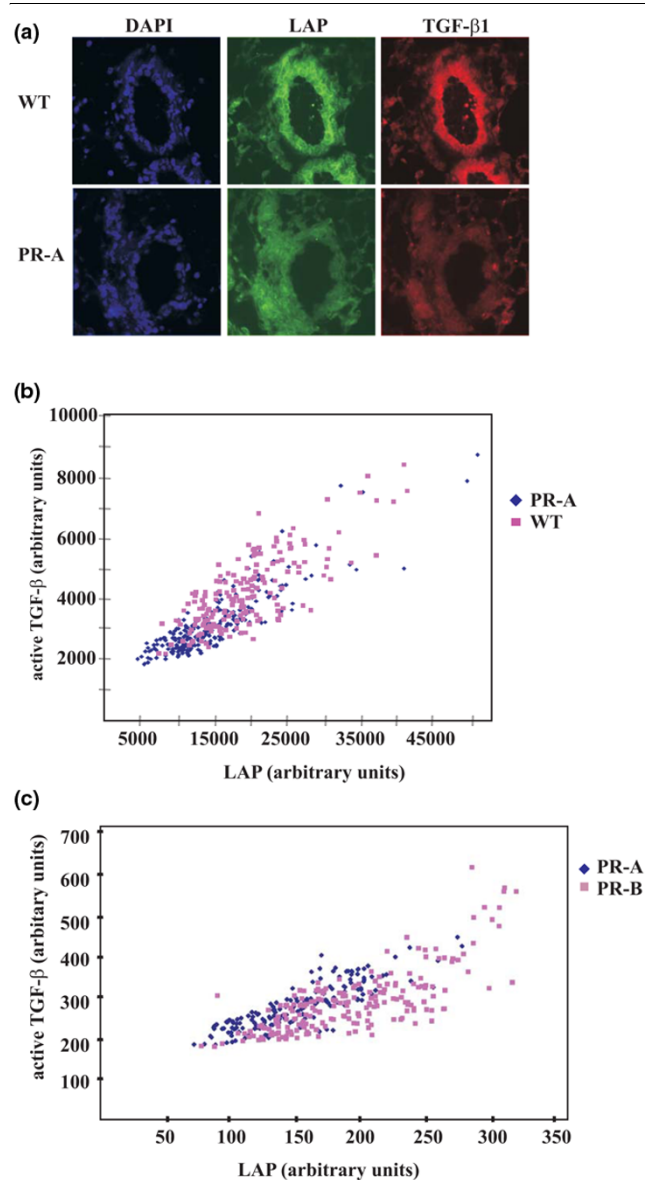 (a)
DAPI LAP TGF-β1
WT
PR-A
(b)
active TGF-β (arbitrary units)
10000
8000
6000
4000
2000
PR-A
WT
5000 15000 25000 35000 45000
LAP (arbitrary units)
(c)
active TGF-β (arbitary units)
700
600
500
400
300
200
100
PR-A
PR-B
50 100 150 200 250 300 350
LAP (arbitrary units)